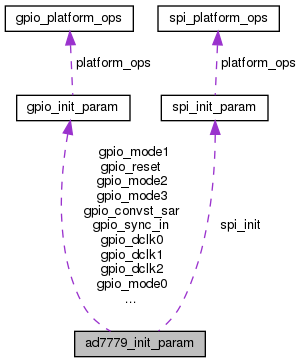 gpio_platform_ops
spi_platform_ops
platform_ops
platform_ops
gpio_init_param
spi_init_param
gpio_mode1
gpio_reset
gpio_mode2
gpio_mode3
gpio_convst_sar
gpio_sync_in
gpio_dclk0
gpio_dclk1
gpio_dclk2
gpio_mode0
...
spi_init
ad7779_init_param